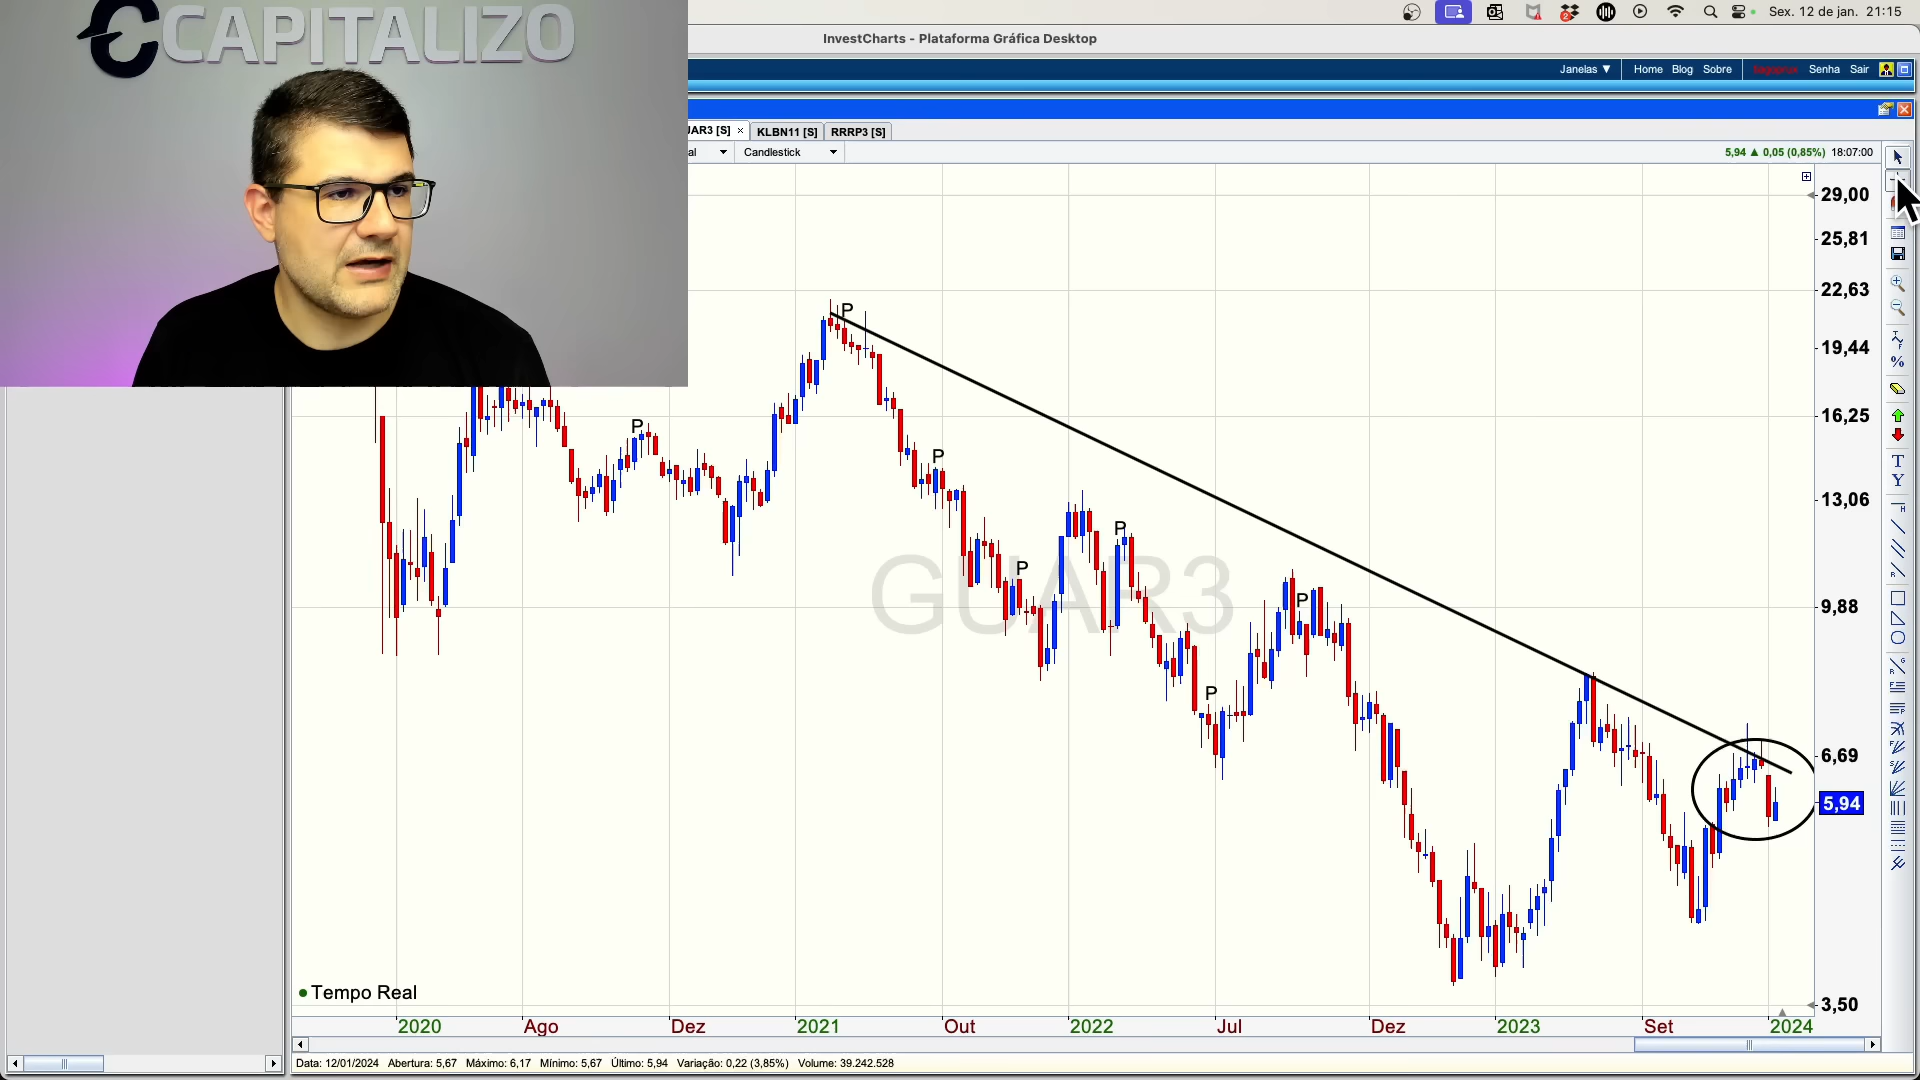 CAPITALIZO
Sex. 12 de jan. 21:15
InvestCharts - Plataforma Gráfica Desktop
Janelas ▼ Home Blog Sobre Senha Sair
UAR3 [S] × KLBN11 [S] RRRP3 [S]
al Candlestick
5,94 ▲ 0,05 (0,85%) 18:07:00
29,00
25,81
22,63
19,44
16,25
13,06
9,88
6,69
5,94
3,50
P
P
P
P
P
P
P
GUAR3
Tempo Real
2020 Ago Dez 2021 Out 2022 Jul Dez 2023 Set 2024
Data: 12/01/2024 Abertura: 5,67 Máximo: 6,17 Mínimo: 5,67 Último: 5,94 Variação: 0,22 (3,85%) Volume: 39.242.528